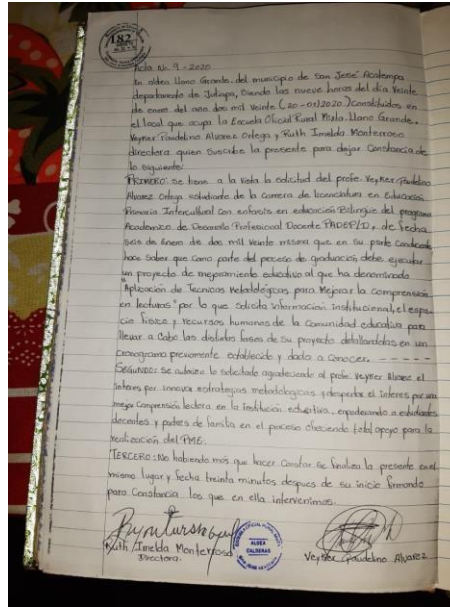 182
Acta No. 9 - 2020
En aldea Llano Grande, del municipio de San José Acatempa
departamento de Jutiapa, Siendo las nueve horas del día Veinte
de enero del año dos mil Veinte (20-01-2020) Constituidos en
el local que ocupa la Escuela Oficial Rural Mixta. Llano Grande,
Veyner Gaudelino Alvarez Ortega y Ruth Imelda Monterroso
directora quien Suscribe la presente para dejar Constancia de
lo siguiente:
PRIMERO: Se tiene a la Vista la solicitud del profe. Veyner Gaudelino
Alvarez Ortega estudiante de la Carrera de licenciatura en Educación
Primaria Intercultural con enfasis en educación Bilingüe del programa
Academico de Desarrollo Profesional Docente PADEP/D, de fecha
Seis de Enero de dos mil Veinte misma que en su parte Conducente
hace Saber que como parte del proceso de graduación debe ejecutar
un proyecto de mejoramiento educativo al que ha denominado
"Aplicación de Tecnicas Metodológicas para Mejorar la comprensión
en lecturas" por lo que Solicita información institucional, el espa-
cio físico y recursos humanos de la Comunidad educativa para
llevar a Cabo las distintas fases de su proyecto detallandolas en un
Cronograma previamente establecido y dado a Conocer. - - - - -
SEGUNDO: se autoriza lo solicitado agradeciendo al profe. Veyner Alvarez el
Interes por innovar estrategias metodologicas y despertar el interes por una
mejor Comprensión lectora en la institución educativa, empoderando a estudiantes
docentes y padres de familia en el proceso ofreciendo total apoyo para la
realización del PME.
TERCERO: No habiendo más que hacer Constar se finaliza la presente en el
mismo lugar y fecha treinta minutos despues de su inicio firmando
para Constancia los que en ella intervenimos.
Ruth Imelda Monterroso
Directora.
ALDEA
CALDERAS
Veyner Gaudelino Alvarez